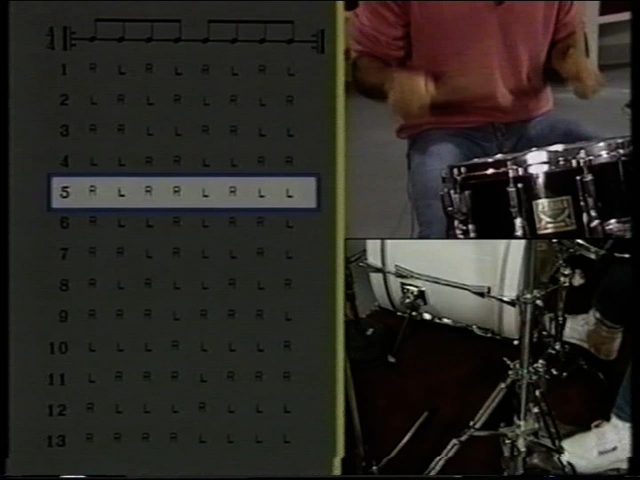 1 R L R L R L R L
2 L R L R L R L R
3 R R L L R R L L
4 L L R R L L R R
5 R L R R L R L L
6 R L L R L R R L
7 R R L R L L R L
8 R L R L L R L R
9 R R R L R R R L
10 L L L R L L L R
11 L R R R L R R R
12 R L L L R L L L
13 R R R R L L L L